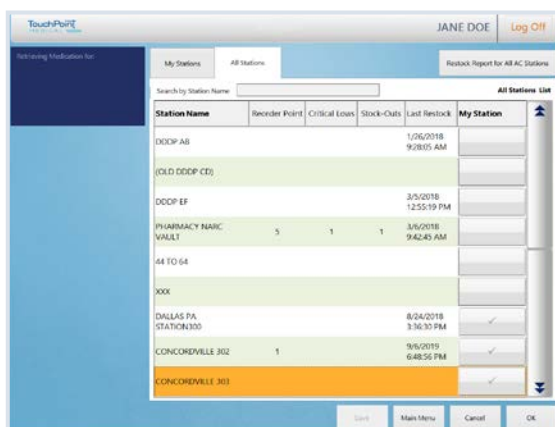 TouchPoint
MEDICAL
JANE DOE
Log Off
Retrieving Medication for:
My Stations
All Stations
Restock Report for All AC Stations
Search by Station Name
All Stations List
Station Name Reorder Point Critical Lows Stock-Outs Last Restock My Station
DDDP AB 1/26/2018
9:28:05 AM
(OLD DDDP CD)
DDDP EF 3/5/2018
12:55:19 PM
PHARMACY NARC 5 1 1 3/6/2018
VAULT 9:42:45 AM
44 TO 64
XXX
DALLAS PA 8/24/2018
STATION300 3:36:30 PM
CONCORDVILLE 302 1 9/6/2019
6:48:56 PM
CONCORDVILLE 303
Save
Main Menu
Cancel
OK